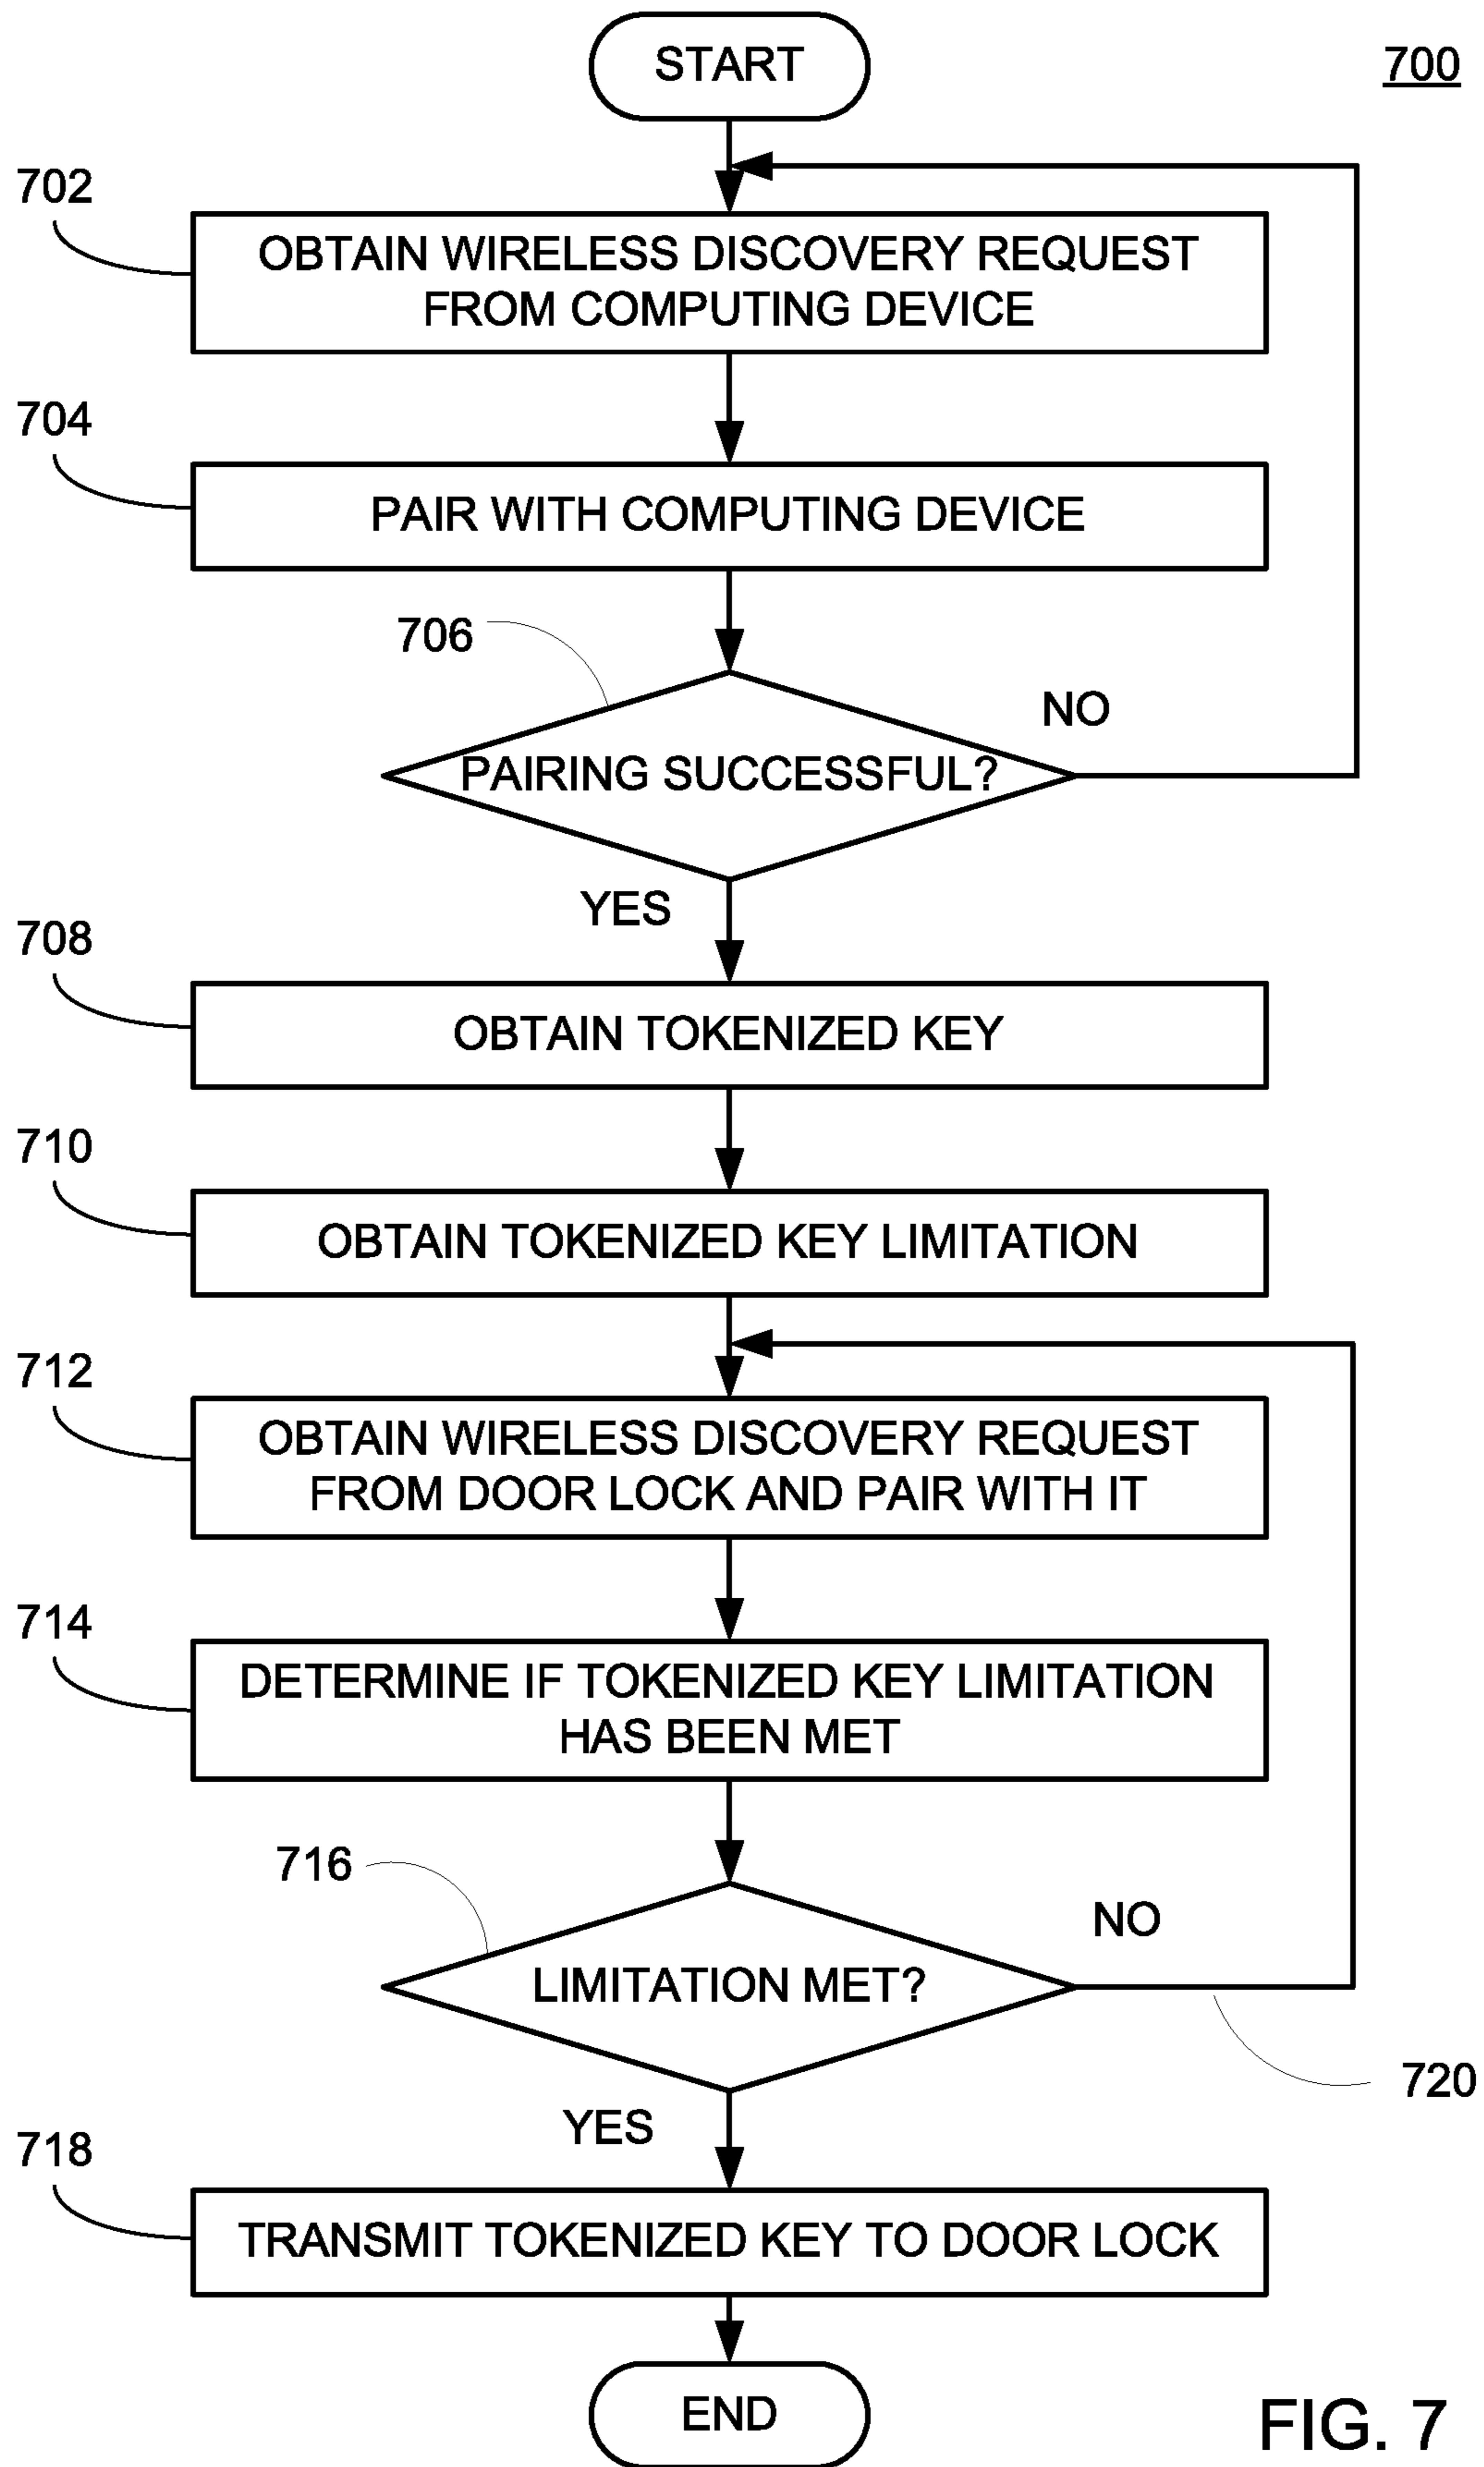 START
700
702
OBTAIN WIRELESS DISCOVERY REQUEST
FROM COMPUTING DEVICE
704
PAIR WITH COMPUTING DEVICE
706
NO
PAIRING SUCCESSFUL?
YES
708
OBTAIN TOKENIZED KEY
710
OBTAIN TOKENIZED KEY LIMITATION
712
OBTAIN WIRELESS DISCOVERY REQUEST
FROM DOOR LOCK AND PAIR WITH IT
714
DETERMINE IF TOKENIZED KEY LIMITATION
HAS BEEN MET
716
NO
LIMITATION MET?
720
YES
718
TRANSMIT TOKENIZED KEY TO DOOR LOCK
END
FIG. 7